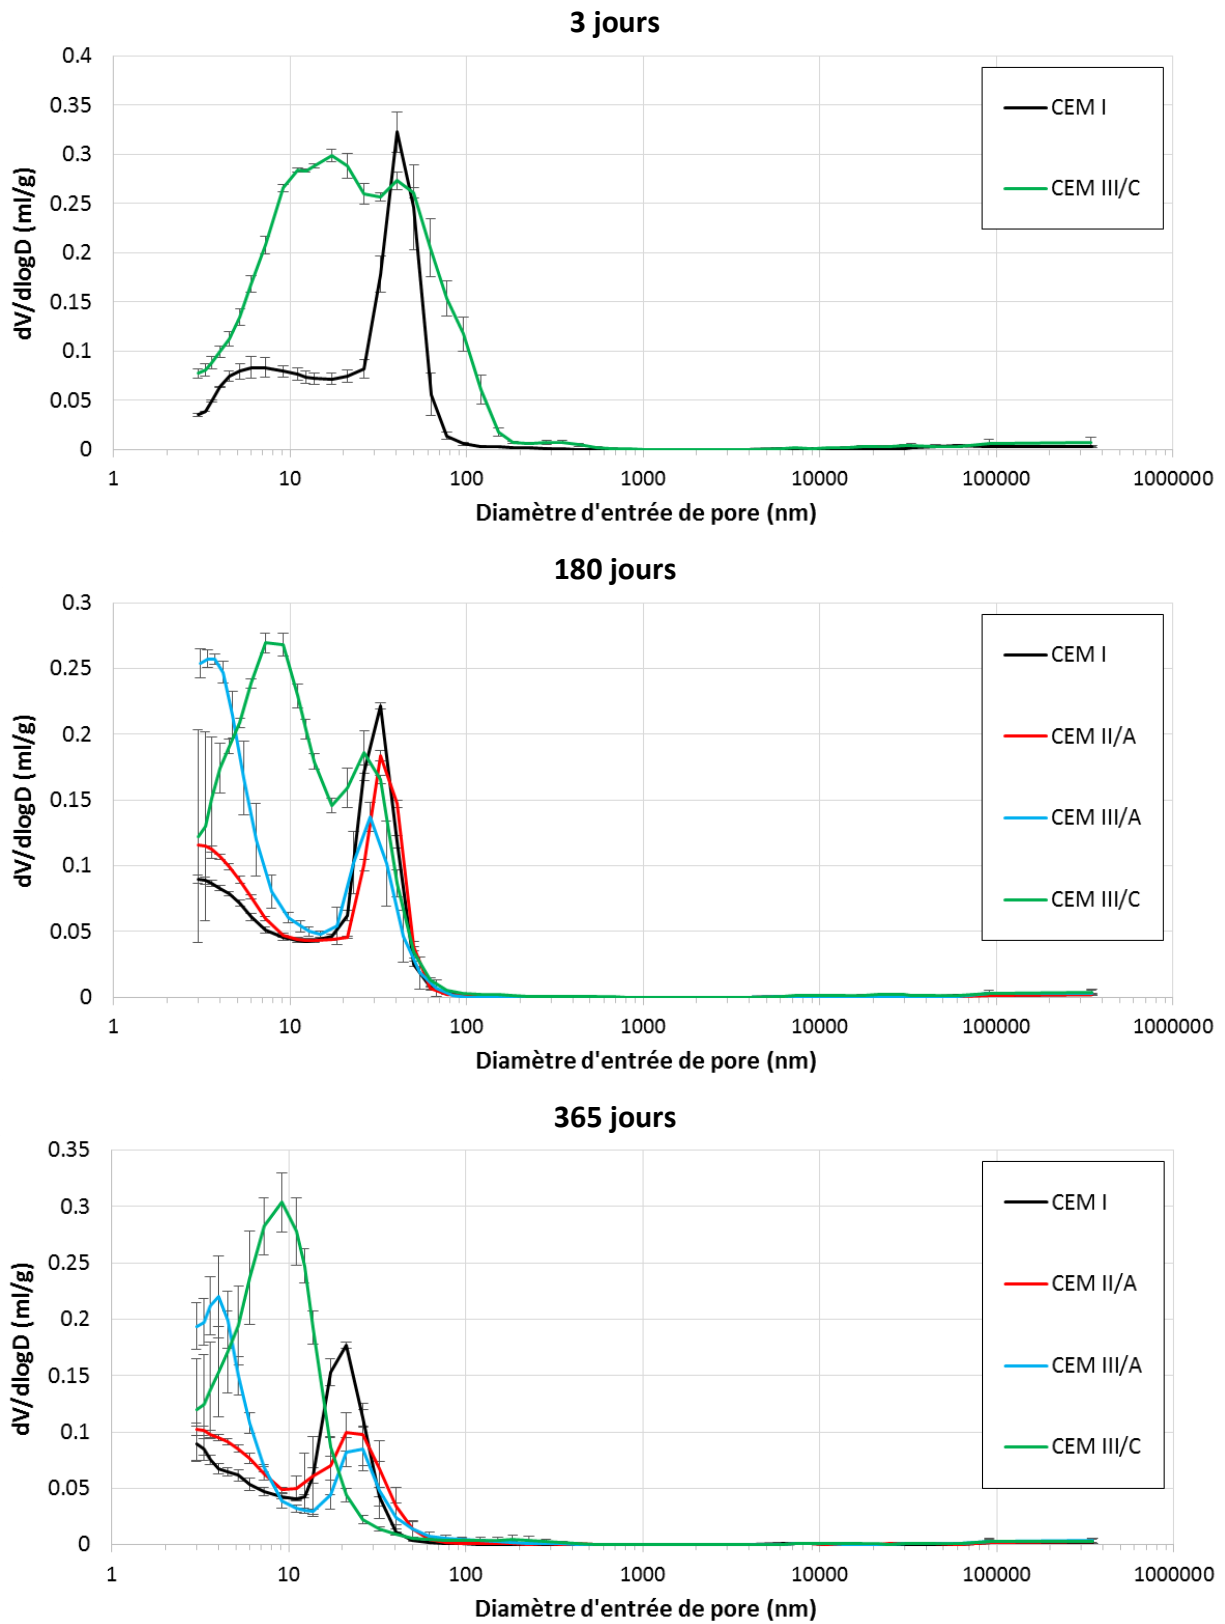 3 jours
0.4
0.35
0.3
0.25
0.2
0.15
0.1
0.05
0
dV/dlogD (ml/g)
1
10
100
1000
10000
100000
1000000
Diamètre d'entrée de pore (nm)
CEM I
CEM III/C
180 jours
0.3
0.25
0.2
0.15
0.1
0.05
0
dV/dlogD (ml/g)
1
10
100
1000
10000
100000
1000000
Diamètre d'entrée de pore (nm)
CEM I
CEM II/A
CEM III/A
CEM III/C
365 jours
0.35
0.3
0.25
0.2
0.15
0.1
0.05
0
dV/dlogD (ml/g)
1
10
100
1000
10000
100000
1000000
Diamètre d'entrée de pore (nm)
CEM I
CEM II/A
CEM III/A
CEM III/C